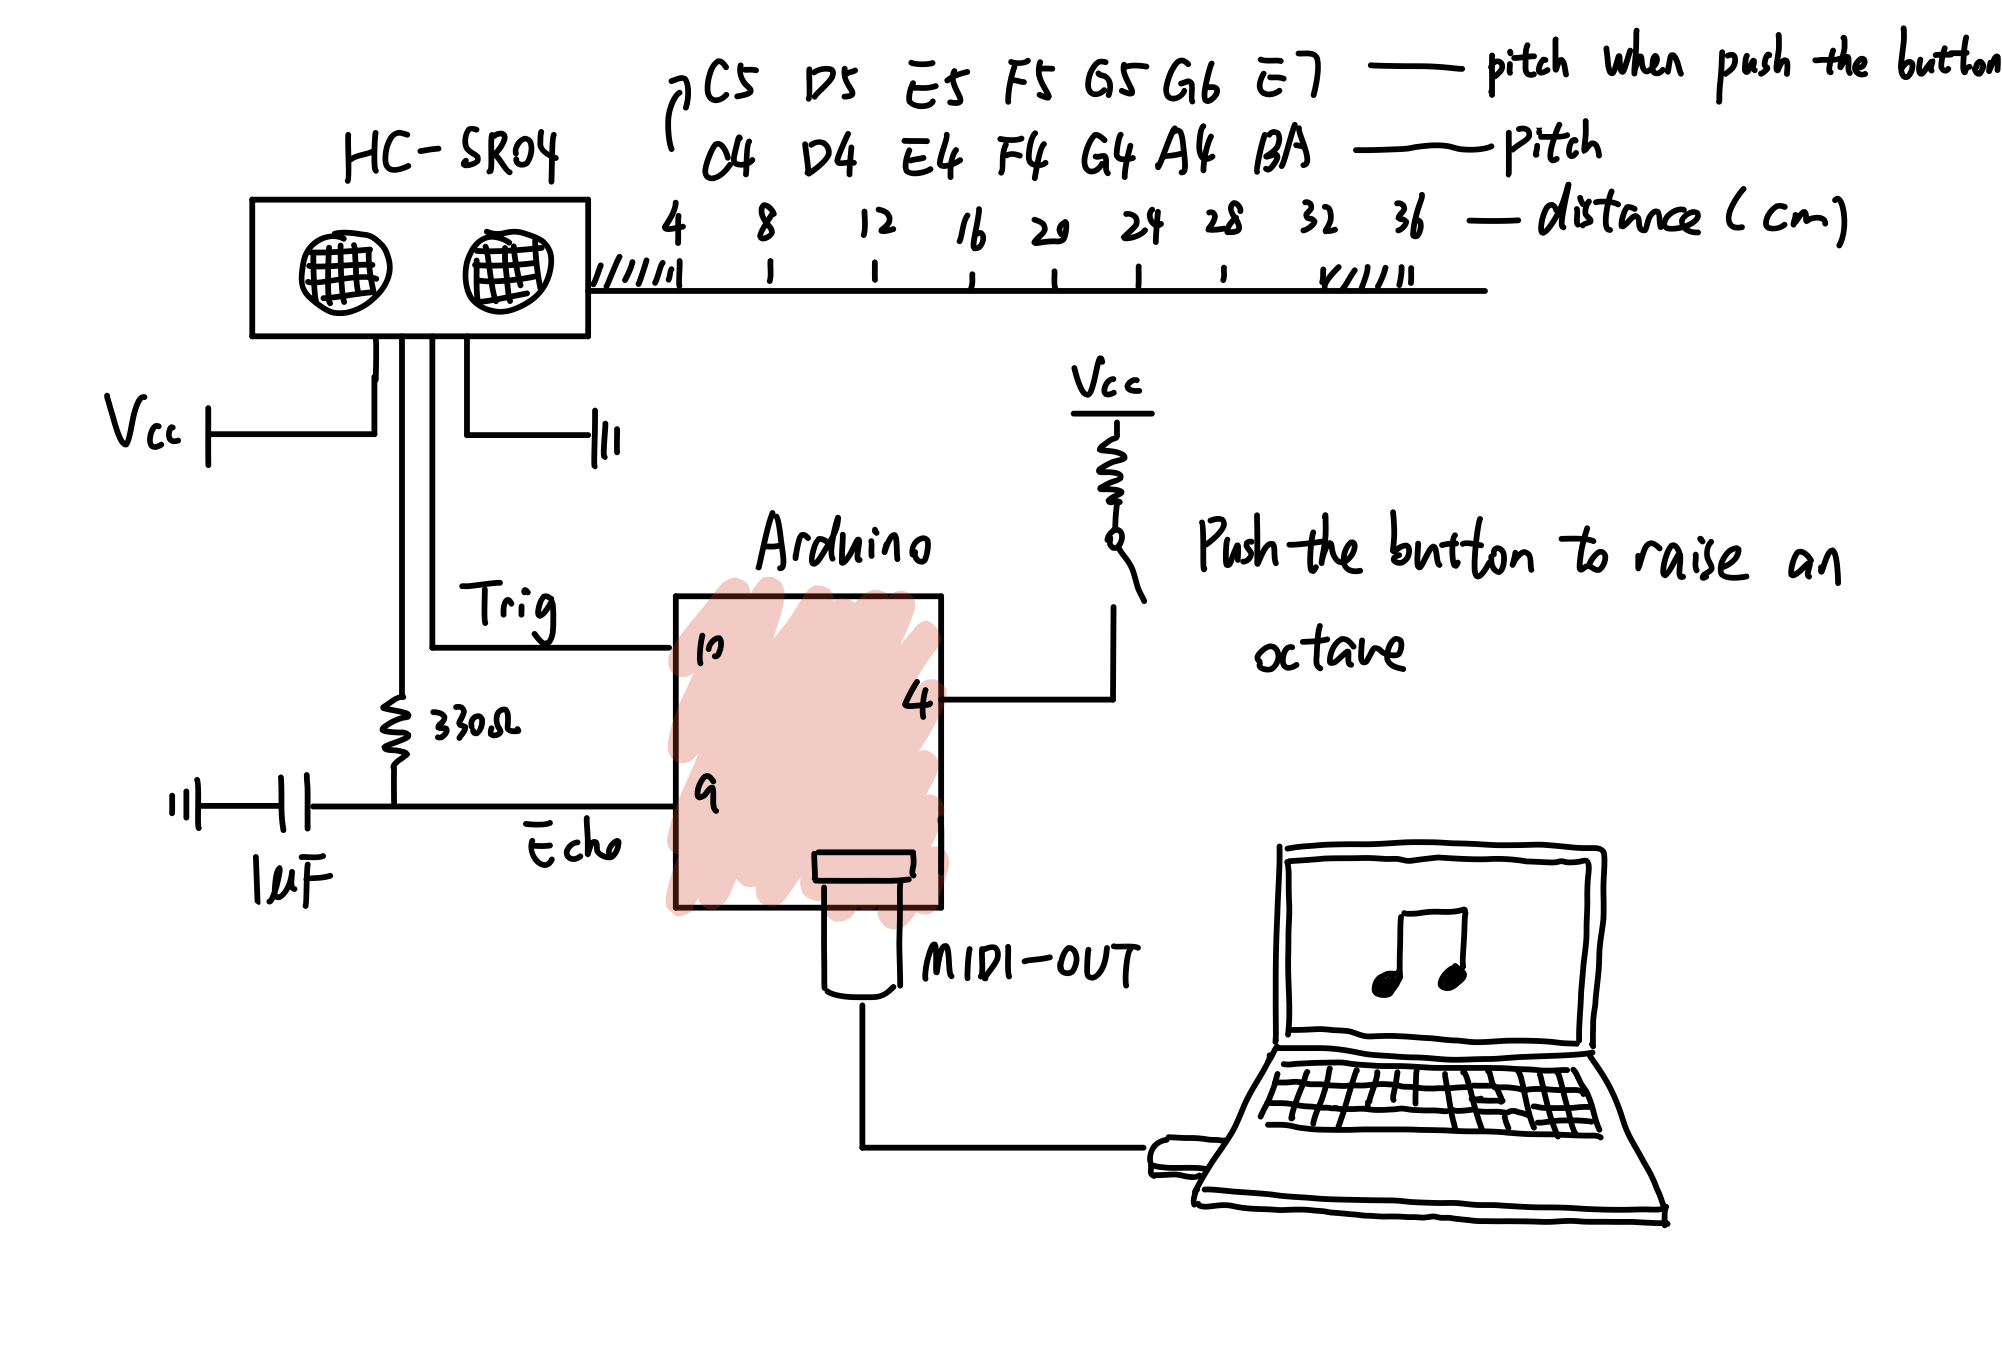 C5 D5 E5 F5 G5 G6 E7 — pitch when push the button
C4 D4 E4 F4 G4 A4 BA — pitch
HC-SR04
4 8 12 16 20 24 28 32 36 — distance (cm)
Vcc
Vcc
Arduino
Push the button to raise an
octave
Trig
10
4
330Ω
9
Echo
1μF
MIDI-OUT